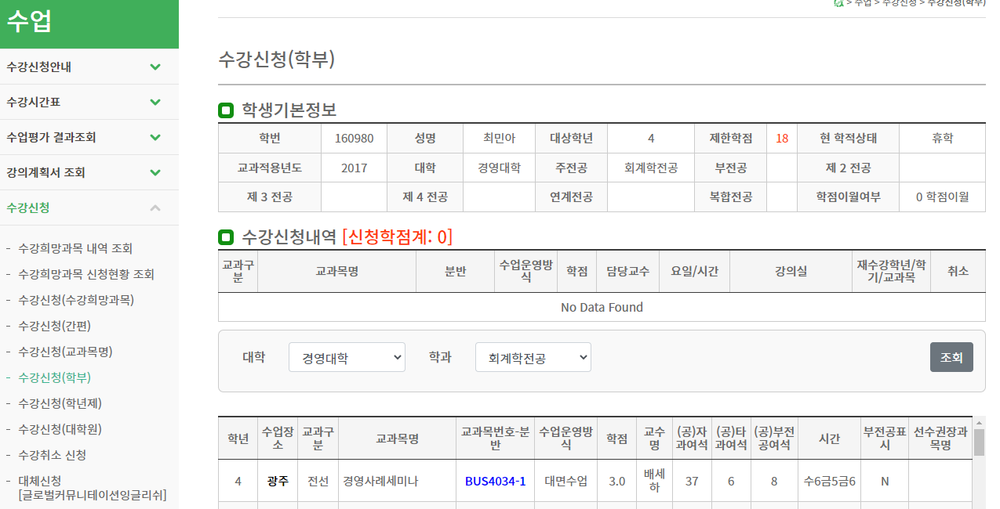 수업
수강신청안내
수강시간표
수업평가 결과조회
강의계획서 조회
수강신청
- 수강희망과목 내역 조회
- 수강희망과목 신청현황 조회
- 수강신청(수강희망과목)
- 수강신청(간편)
- 수강신청(교과목명)
- 수강신청(학부)
- 수강신청(학년제)
- 수강신청(대학원)
- 수강취소 신청
- 대체신청
[글로벌커뮤니테이션잉글리쉬]
> 수업 > 수강신청 > 수강신청(학부)
수강신청(학부)
학생기본정보
학번 160980 성명 최민아 대상학년 4 제한학점 18 현 학적상태 휴학
교과적용년도 2017 대학 경영대학 주전공 회계학전공 부전공 제 2 전공
제 3 전공 제 4 전공 연계전공 복합전공 학점이월여부 0 학점이월
수강신청내역 [신청학점계: 0]
교과구분 교과목명 분반 수업운영방식 학점 담당교수 요일/시간 강의실 재수강학년/학기/교과목 취소
No Data Found
대학 경영대학 학과 회계학전공 조회
학년 수업장소 교과구분 교과목명 교과목번호-분반 수업운영방식 학점 교수명 (공)자과여석 (공)타과여석 (공)부전공여석 시간 부전공표시 선수권장과목명
4 광주 전선 경영사례세미나 BUS4034-1 대면수업 3.0 배세하 37 6 8 수6금5금6 N